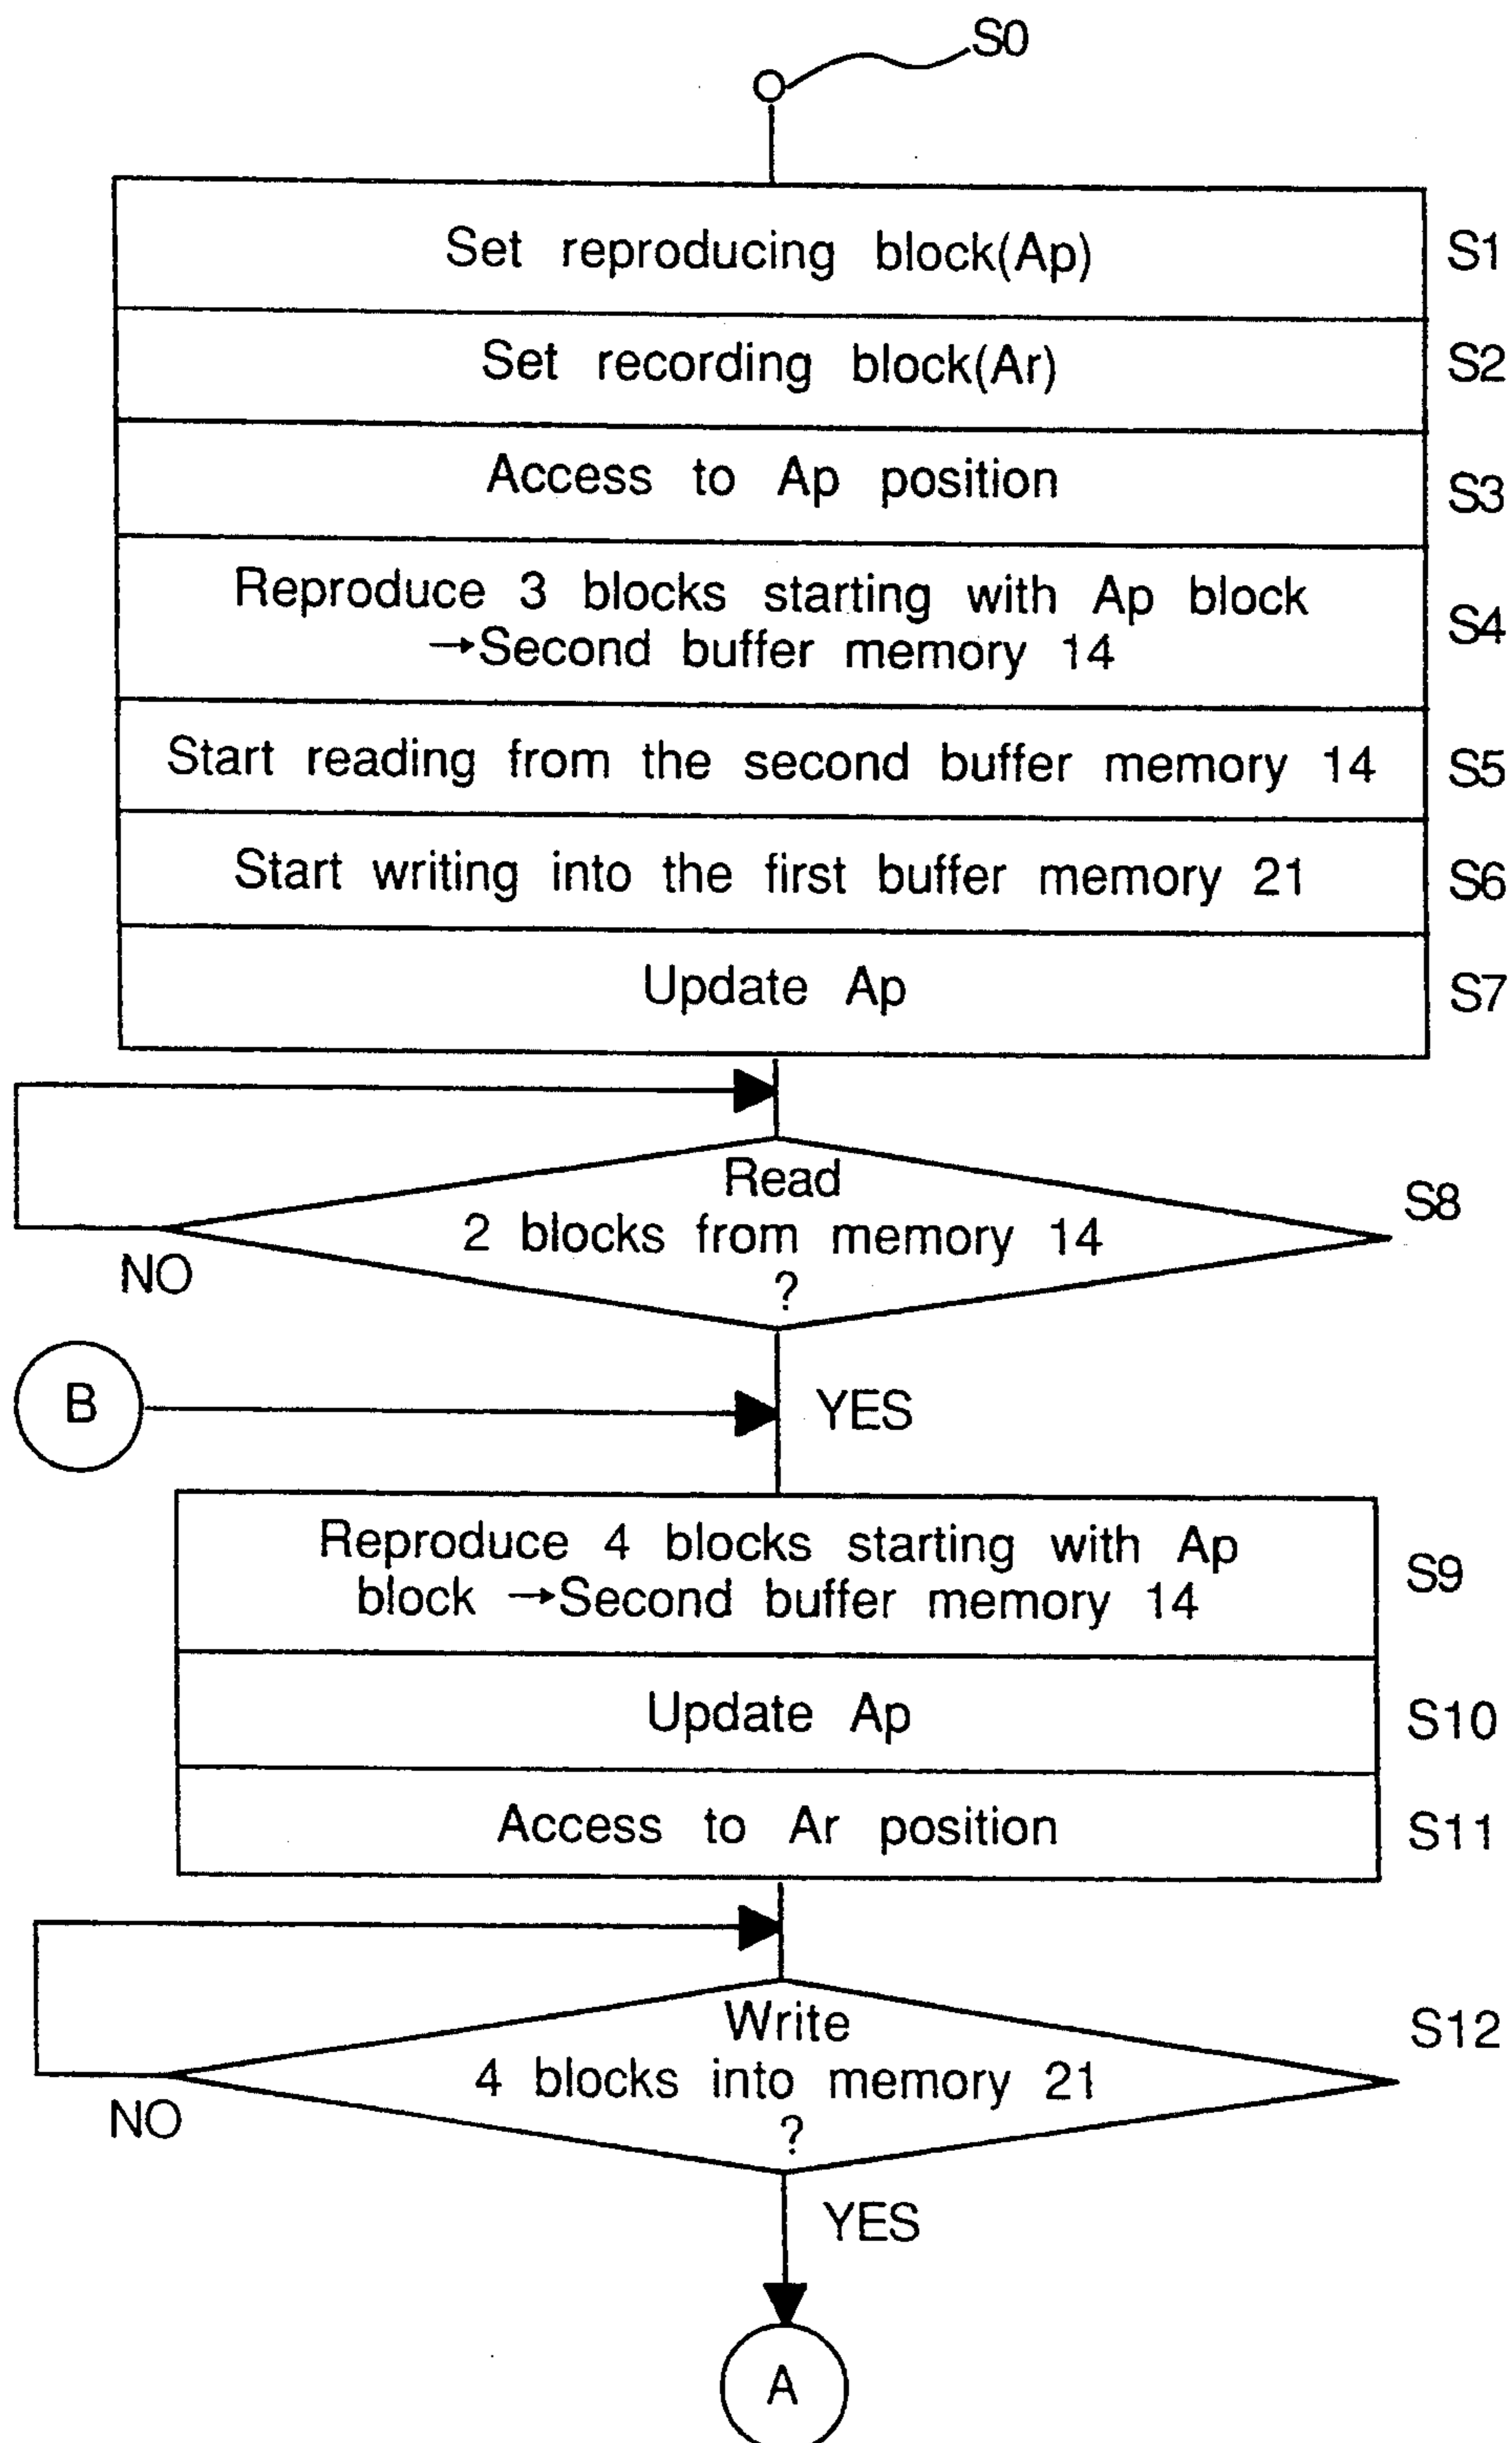 S0
Set reproducing block(Ap)
S1
Set recording block(Ar)
S2
Access to Ap position
S3
Reproduce 3 blocks starting with Ap block
→Second buffer memory 14
S4
Start reading from the second buffer memory 14
S5
Start writing into the first buffer memory 21
S6
Update Ap
S7
Read
2 blocks from memory 14
?
S8
NO
B
YES
Reproduce 4 blocks starting with Ap
block →Second buffer memory 14
S9
Update Ap
S10
Access to Ar position
S11
Write
4 blocks into memory 21
?
S12
NO
YES
A